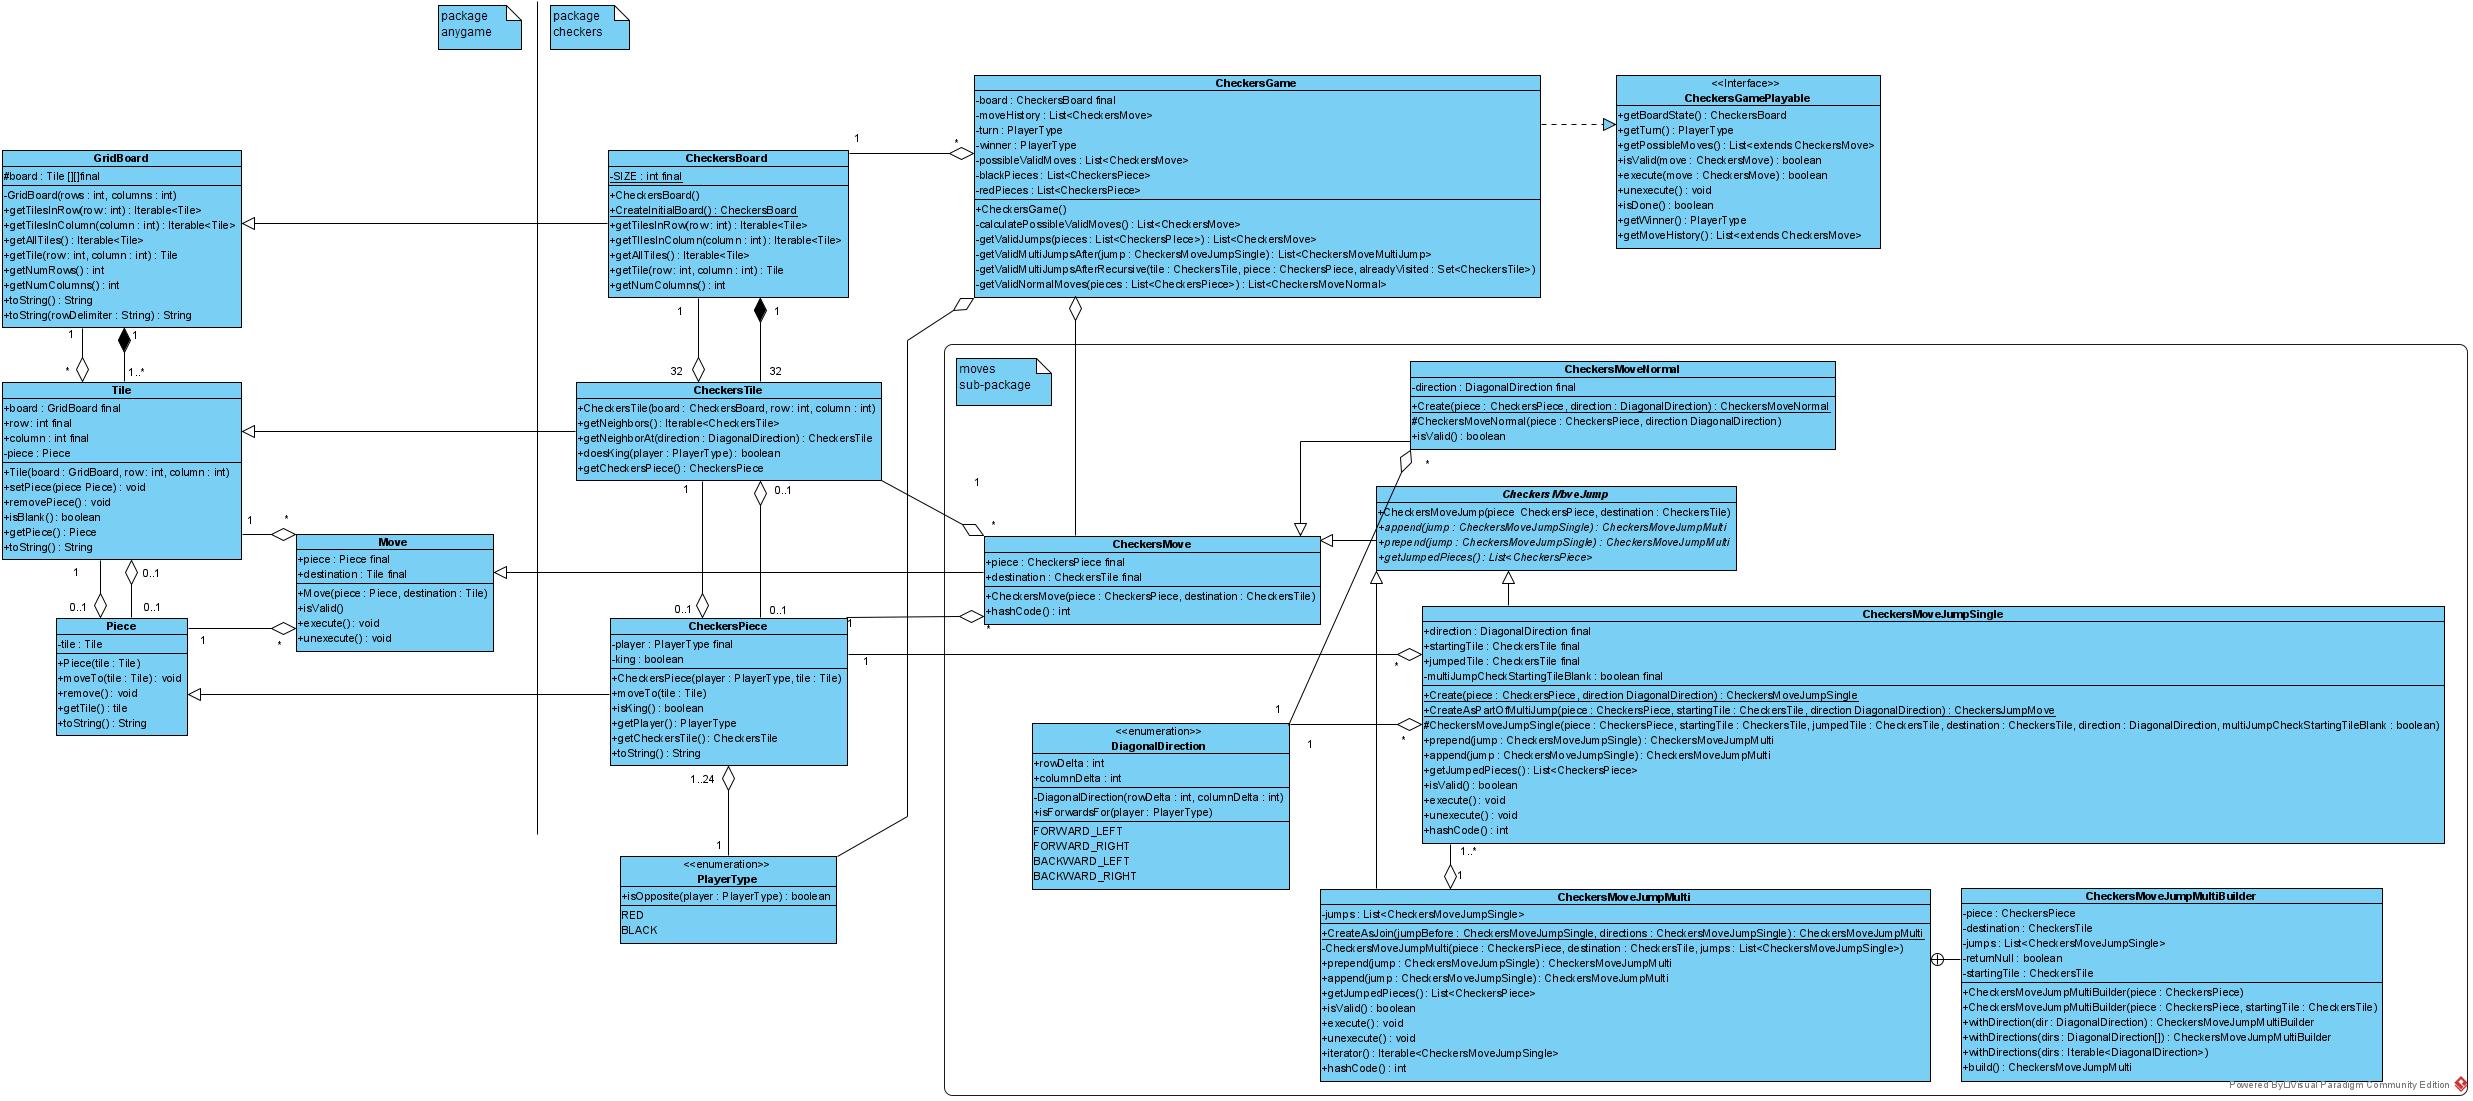 package
anygame
package
checkers
CheckersGame
-board : CheckersBoard final
-moveHistory : List<CheckersMove>
-turn : PlayerType
-winner : PlayerType
-possibleValidMoves : List<CheckersMove>
-blackPieces : List<CheckersPiece>
-redPieces : List<CheckersPiece>
+CheckersGame()
-calculatePossibleValidMoves() : List<CheckersMove>
-getValidJumps(pieces : List<CheckersPIece>) : List<CheckersMove>
-getValidMultiJumpsAfter(jump : CheckersMoveJumpSingle) : List<CheckersMoveMultiJump>
-getValidMultiJumpsAfterRecursive(tile : CheckersTile, piece : CheckersPiece, alreadyVisited : Set<CheckersTile>)
-getValidNormalMoves(pieces : List<CheckersPiece>) : List<CheckersMoveNormal>
<<Interface>>
CheckersGamePlayable
+getBoardState() : CheckersBoard
+getTurn() : PlayerType
+getPossibleMoves() : List<extends CheckersMove>
+isValid(move : CheckersMove) : boolean
+execute(move : CheckersMove) : boolean
+unexecute() : void
+isDone() : boolean
+getWinner() : PlayerType
+getMoveHistory() : List<extends CheckersMove>
1
*
GridBoard
#board : Tile [][]final
-GridBoard(rows : int, columns : int)
+getTilesInRow(row : int) : Iterable<Tile>
+getTilesInColumn(column : int) : Iterable<Tile>
+getAllTiles() : Iterable<Tile>
+getTile(row : int, column : int) : Tile
+getNumRows() : int
+getNumColumns() : int
+toString() : String
+toString(rowDelimiter : String) : String
CheckersBoard
-SIZE : int final
+CheckersBoard()
+CreateInitialBoard() : CheckersBoard
+getTilesInRow(row : int) : Iterable<Tile>
+getTIlesInColumn(column : int) : Iterable<Tile>
+getAllTiles() : Iterable<Tile>
+getTile(row : int, column : int) : Tile
+getNumColumns() : int
1
1
*
1..*
1
1
32
32
Tile
+board : GridBoard final
+row : int final
+column : int final
-piece : Piece
+Tile(board : GridBoard, row : int, column : int)
+setPiece(piece Piece) : void
+removePiece() : void
+isBlank() : boolean
+getPiece() : Piece
+toString() : String
CheckersTile
+CheckersTile(board : CheckersBoard, row : int, column : int)
+getNeighbors() : Iterable<CheckersTile>
+getNeighborAt(direction : DiagonalDirection) : CheckersTile
+doesKing(player : PlayerType) : boolean
+getCheckersPiece() : CheckersPiece
moves
sub-package
CheckersMoveNormal
-direction : DiagonalDirection final
+Create(piece : CheckersPiece, direction : DiagonalDirection) : CheckersMoveNormal
#CheckersMoveNormal(piece : CheckersPiece, direction DiagonalDirection)
+isValid() : boolean
*
CheckersMoveJump
+CheckersMoveJump(piece CheckersPiece, destination : CheckersTile)
+append(jump : CheckersMoveJumpSingle) : CheckersMoveJumpMulti
+prepend(jump : CheckersMoveJumpSingle) : CheckersMoveJumpMulti
+getJumpedPieces() : List<CheckersPiece>
1
*
1
*
Move
+piece : Piece final
+destination : Tile final
+Move(piece : Piece, destination : Tile)
+isValid()
+execute() : void
+unexecute() : void
CheckersMove
+piece : CheckersPiece final
+destination : CheckersTile final
+CheckersMove(piece : CheckersPiece, destination : CheckersTile)
+hashCode() : int
1
0..1
0..1
0..1
1
*
1
0..1
0..1
0..1
1
*
Piece
-tile : Tile
+Piece(tile : Tile)
+moveTo(tile : Tile) : void
+remove() : void
+getTile() : tile
+toString() : String
CheckersPiece
-player : PlayerType final
-king : boolean
+CheckersPiece(player : PlayerType, tile : Tile)
+moveTo(tile : Tile)
+isKing() : boolean
+getPlayer() : PlayerType
+getCheckersTile() : CheckersTile
+toString() : String
1
*
CheckersMoveJumpSingle
+direction : DiagonalDirection final
+startingTile : CheckersTile final
+jumpedTile : CheckersTile final
-multiJumpCheckStartingTileBlank : boolean final
+Create(piece : CheckersPiece, direction DiagonalDirection) : CheckersMoveJumpSingle
+CreateAsPartOfMultiJump(piece : CheckersPiece, startingTile : CheckersTile, direction DiagonalDirection) : CheckersJumpMove
#CheckersMoveJumpSingle(piece : CheckersPiece, startingTile : CheckersTile, jumpedTile : CheckersTile, destination : CheckersTile, direction : DiagonalDirection, multiJumpCheckStartingTileBlank : boolean)
+prepend(jump : CheckersMoveJumpSingle) : CheckersMoveJumpMulti
+append(jump : CheckersMoveJumpSingle) : CheckersMoveJumpMulti
+getJumpedPieces() : List<CheckersPiece>
+isValid() : boolean
+execute() : void
+unexecute() : void
+hashCode() : int
1
1
*
<<enumeration>>
DiagonalDirection
+rowDelta : int
+columnDelta : int
-DiagonalDirection(rowDelta : int, columnDelta : int)
+isForwardsFor(player : PlayerType)
FORWARD_LEFT
FORWARD_RIGHT
BACKWARD_LEFT
BACKWARD_RIGHT
1..24
1
<<enumeration>>
PlayerType
+isOpposite(player : PlayerType) : boolean
RED
BLACK
1..*
1
CheckersMoveJumpMulti
-jumps : List<CheckersMoveJumpSingle>
+CreateAsJoin(jumpBefore : CheckersMoveJumpSingle, directions : CheckersMoveJumpSingle) : CheckersMoveJumpMulti
-CheckersMoveJumpMulti(piece : CheckersPiece, destination : CheckersTile, jumps : List<CheckersMoveJumpSingle>)
+prepend(jump : CheckersMoveJumpSingle) : CheckersMoveJumpMulti
+append(jump : CheckersMoveJumpSingle) : CheckersMoveJumpMulti
+getJumpedPieces() : List<CheckersPiece>
+isValid() : boolean
+execute() : void
+unexecute() : void
+iterator() : Iterable<CheckersMoveJumpSingle>
+hashCode() : int
CheckersMoveJumpMultiBuilder
-piece : CheckersPiece
-destination : CheckersTile
-jumps : List<CheckersMoveJumpSingle>
-returnNull : boolean
-startingTile : CheckersTile
+CheckersMoveJumpMultiBuilder(piece : CheckersPiece)
+CheckersMoveJumpMultiBuilder(piece : CheckersPiece, startingTile : CheckersTile)
+withDirection(dir : DiagonalDirection) : CheckersMoveJumpMultiBuilder
+withDirections(dirs : DiagonalDirection[]) : CheckersMoveJumpMultiBuilder
+withDirections(dirs : Iterable<DiagonalDirection>)
+build() : CheckersMoveJumpMulti
Powered By Visual Paradigm Community Edition